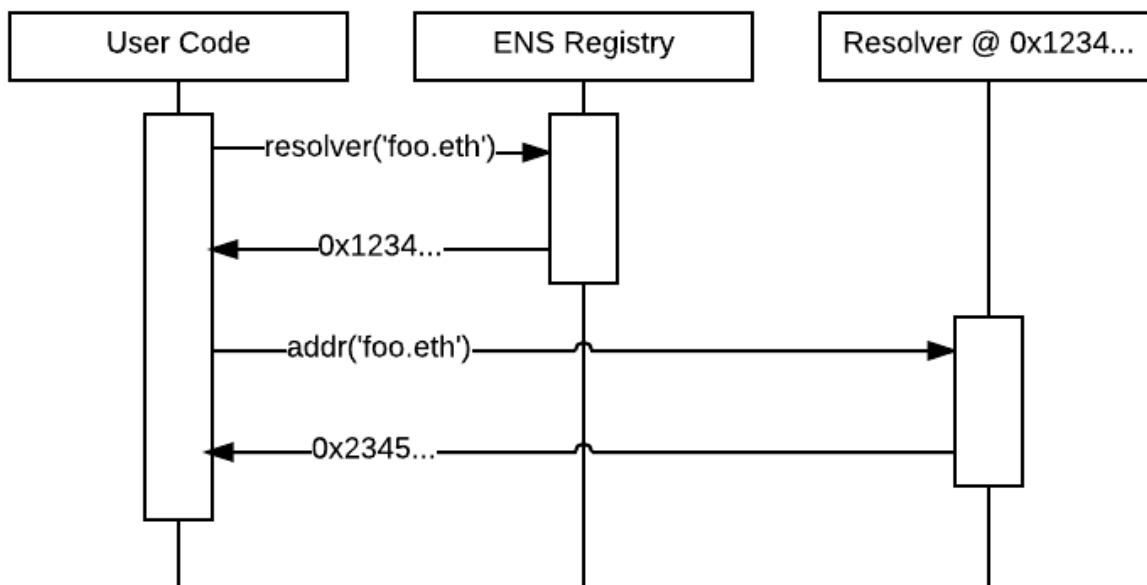 User Code
ENS Registry
Resolver @ 0x1234...
resolver('foo.eth')
0x1234...
addr('foo.eth')
0x2345...